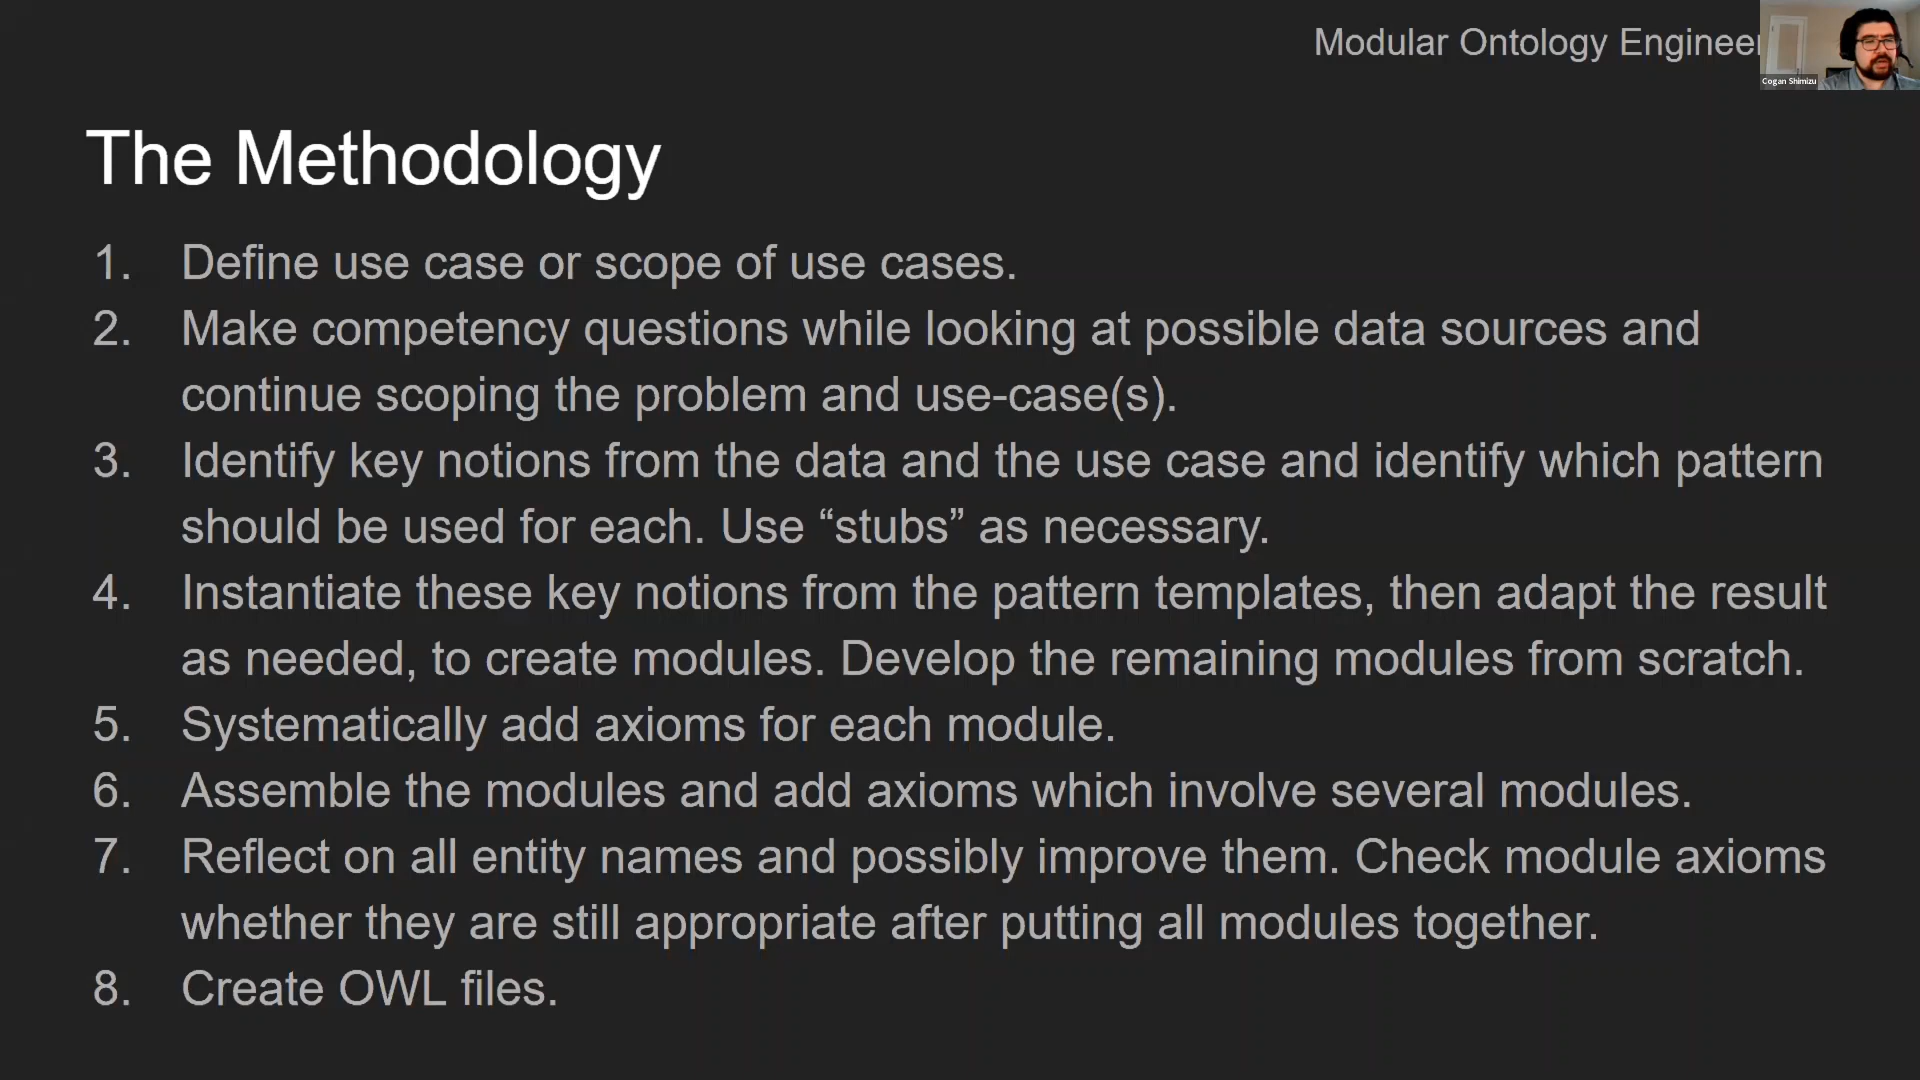 Modular Ontology Engineer
Cogan Shimizu
The Methodology
1. Define use case or scope of use cases.
2. Make competency questions while looking at possible data sources and
continue scoping the problem and use-case(s).
3. Identify key notions from the data and the use case and identify which pattern
should be used for each. Use “stubs” as necessary.
4. Instantiate these key notions from the pattern templates, then adapt the result
as needed, to create modules. Develop the remaining modules from scratch.
5. Systematically add axioms for each module.
6. Assemble the modules and add axioms which involve several modules.
7. Reflect on all entity names and possibly improve them. Check module axioms
whether they are still appropriate after putting all modules together.
8. Create OWL files.